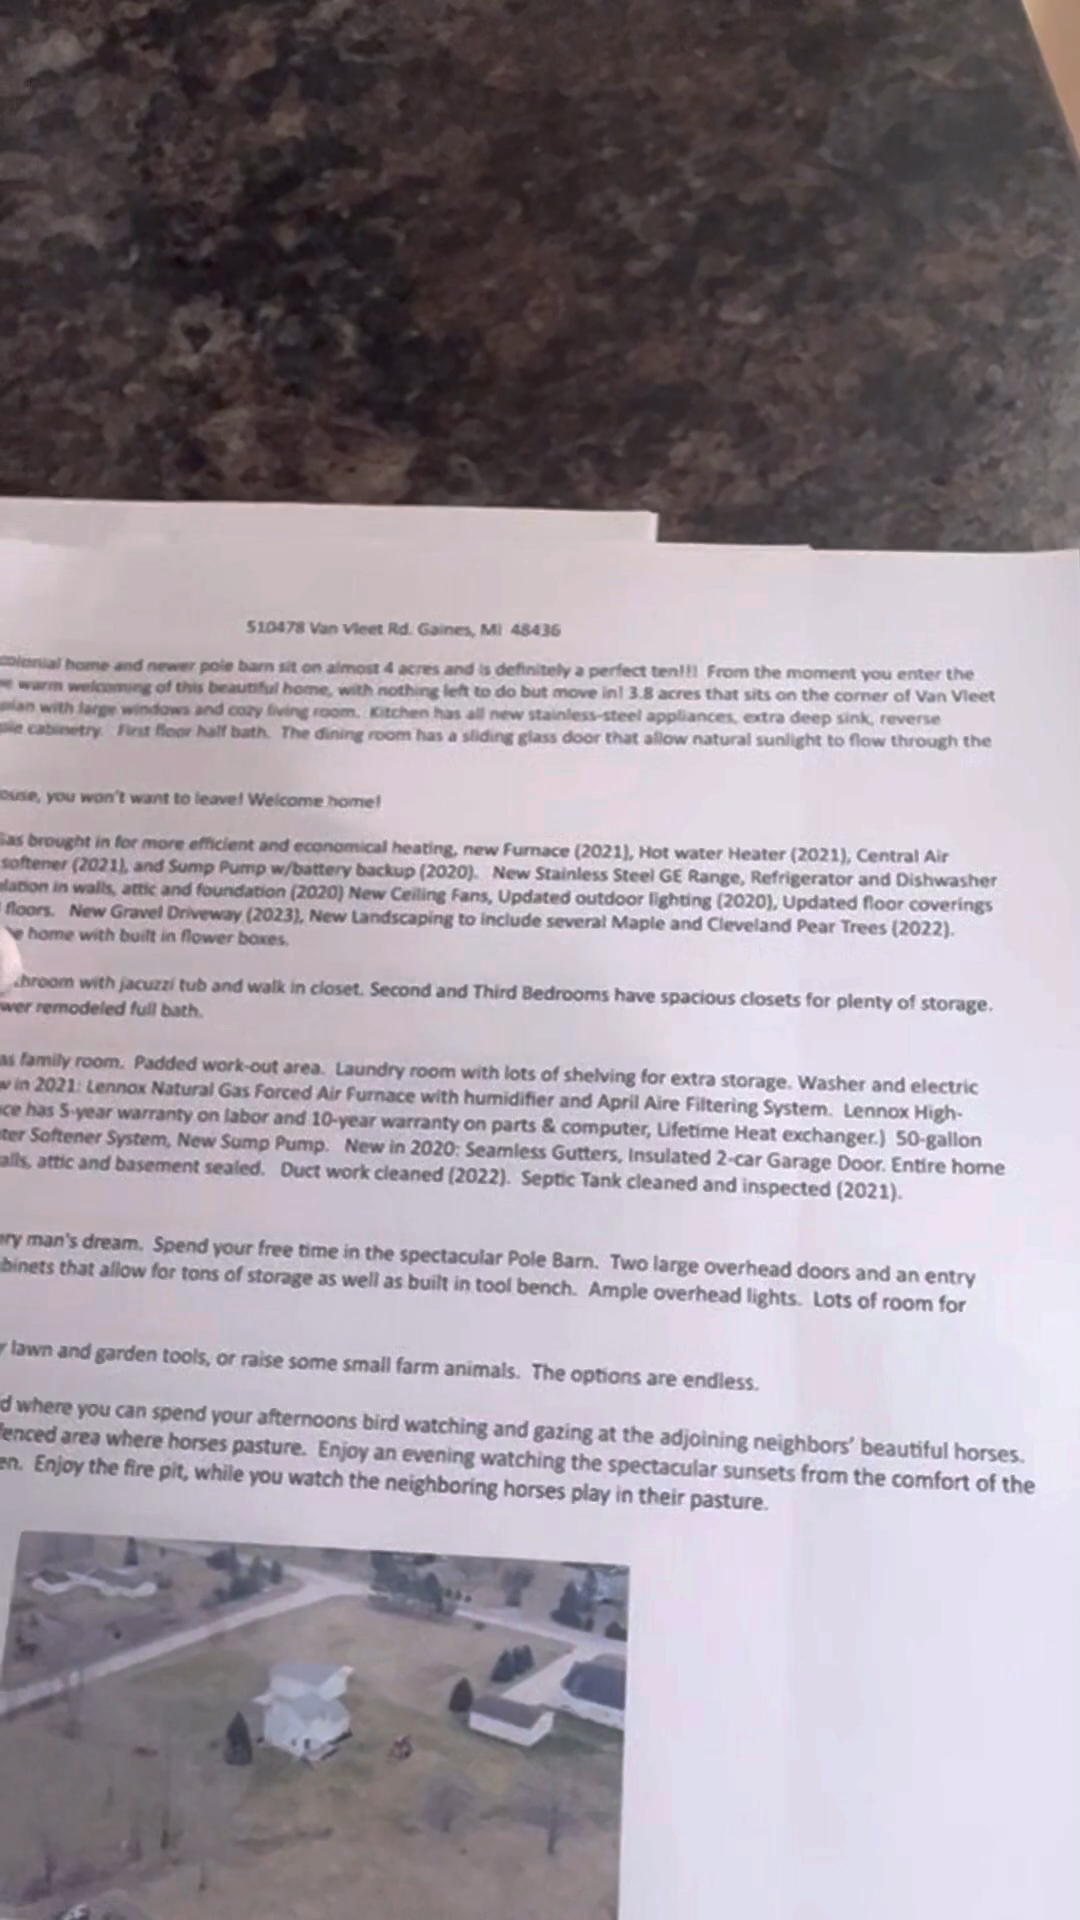 510478 Van Vleet Rd. Gaines, MI 48436
colonial home and newer pole barn sit on almost 4 acres and is definitely a perfect ten!!! From the moment you enter the
warm welcoming of this beautiful home, with nothing left to do but move in! 3.8 acres that sits on the corner of Van Vleet
plan with large windows and cozy living room. Kitchen has all new stainless-steel appliances, extra deep sink, reverse
cabinetry. First floor half bath. The dining room has a sliding glass door that allow natural sunlight to flow through the
ouse, you won't want to leave! Welcome home!
Gas brought in for more efficient and economical heating, new Furnace (2021), Hot water Heater (2021), Central Air
softener (2021), and Sump Pump w/battery backup (2020). New Stainless Steel GE Range, Refrigerator and Dishwasher
lation in walls, attic and foundation (2020) New Ceiling Fans, Updated outdoor lighting (2020), Updated floor coverings
floors. New Gravel Driveway (2023), New Landscaping to include several Maple and Cleveland Pear Trees (2022).
e home with built in flower boxes.
throom with jacuzzi tub and walk in closet. Second and Third Bedrooms have spacious closets for plenty of storage.
wer remodeled full bath.
as family room. Padded work-out area. Laundry room with lots of shelving for extra storage. Washer and electric
w in 2021: Lennox Natural Gas Forced Air Furnace with humidifier and April Aire Filtering System. Lennox High-
ce has 5-year warranty on labor and 10-year warranty on parts & computer, Lifetime Heat exchanger.) 50-gallon
ter Softener System, New Sump Pump. New in 2020: Seamless Gutters, Insulated 2-car Garage Door. Entire home
alls, attic and basement sealed. Duct work cleaned (2022). Septic Tank cleaned and inspected (2021).
ery man's dream. Spend your free time in the spectacular Pole Barn. Two large overhead doors and an entry
binets that allow for tons of storage as well as built in tool bench. Ample overhead lights. Lots of room for
r lawn and garden tools, or raise some small farm animals. The options are endless.
d where you can spend your afternoons bird watching and gazing at the adjoining neighbors' beautiful horses.
fenced area where horses pasture. Enjoy an evening watching the spectacular sunsets from the comfort of the
en. Enjoy the fire pit, while you watch the neighboring horses play in their pasture.